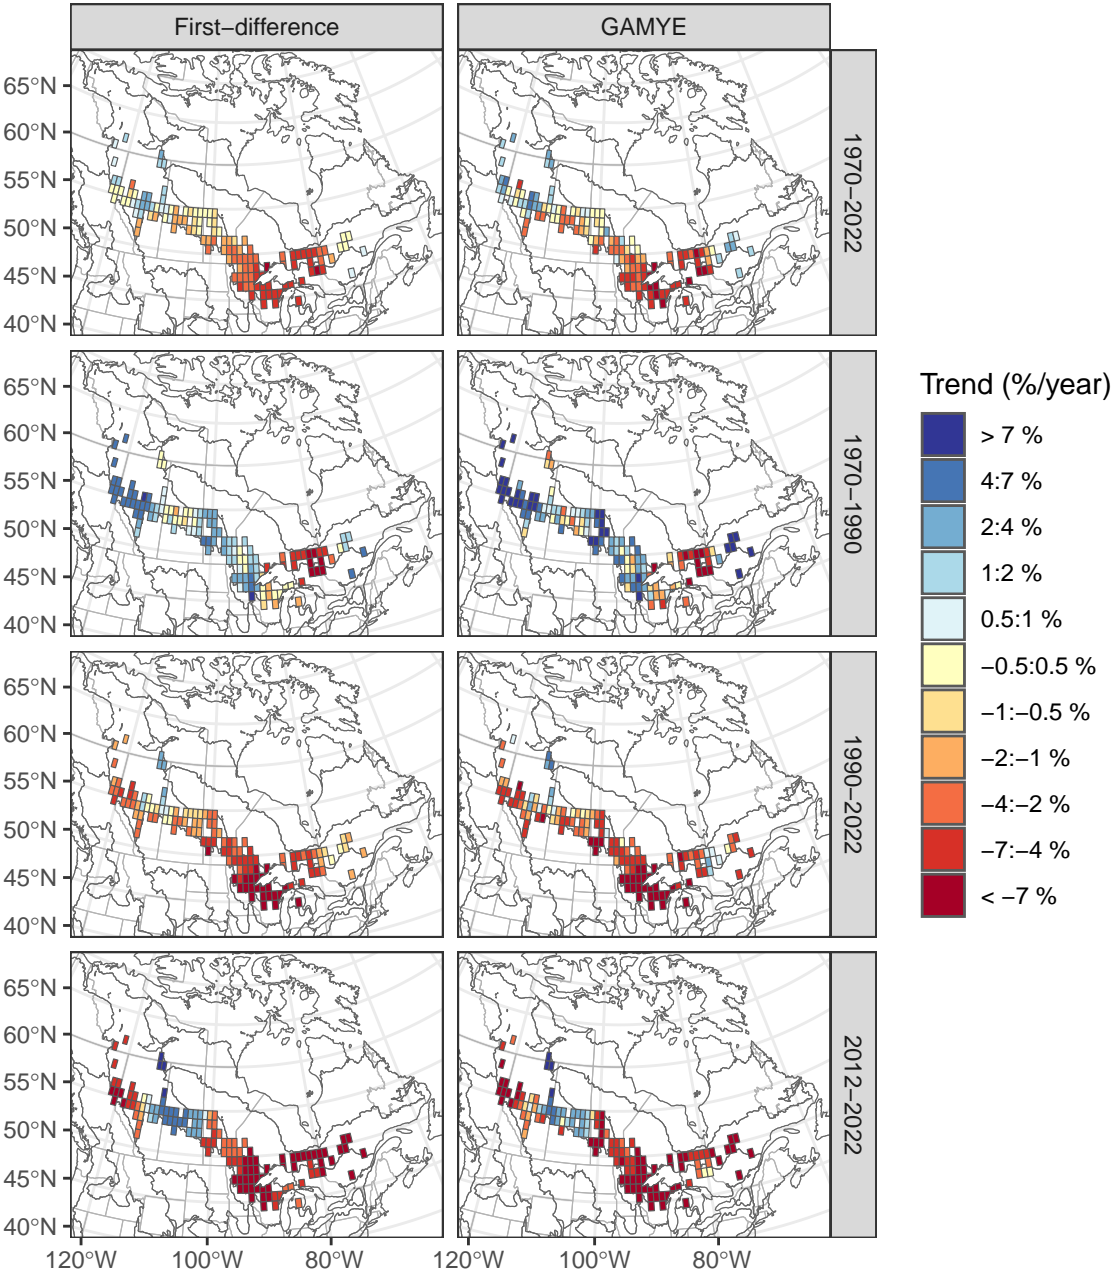 First−difference
GAMYE
65°N
60°N
55°N
50°N
45°N
40°N
1970−2022
65°N
60°N
55°N
50°N
45°N
40°N
1970−1990
65°N
60°N
55°N
50°N
45°N
40°N
1990−2022
65°N
60°N
55°N
50°N
45°N
40°N
2012−2022
120°W 100°W 80°W
120°W 100°W 80°W
Trend (%/year)
> 7 %
4:7 %
2:4 %
1:2 %
0.5:1 %
−0.5:0.5 %
−1:−0.5 %
−2:−1 %
−4:−2 %
−7:−4 %
< −7 %